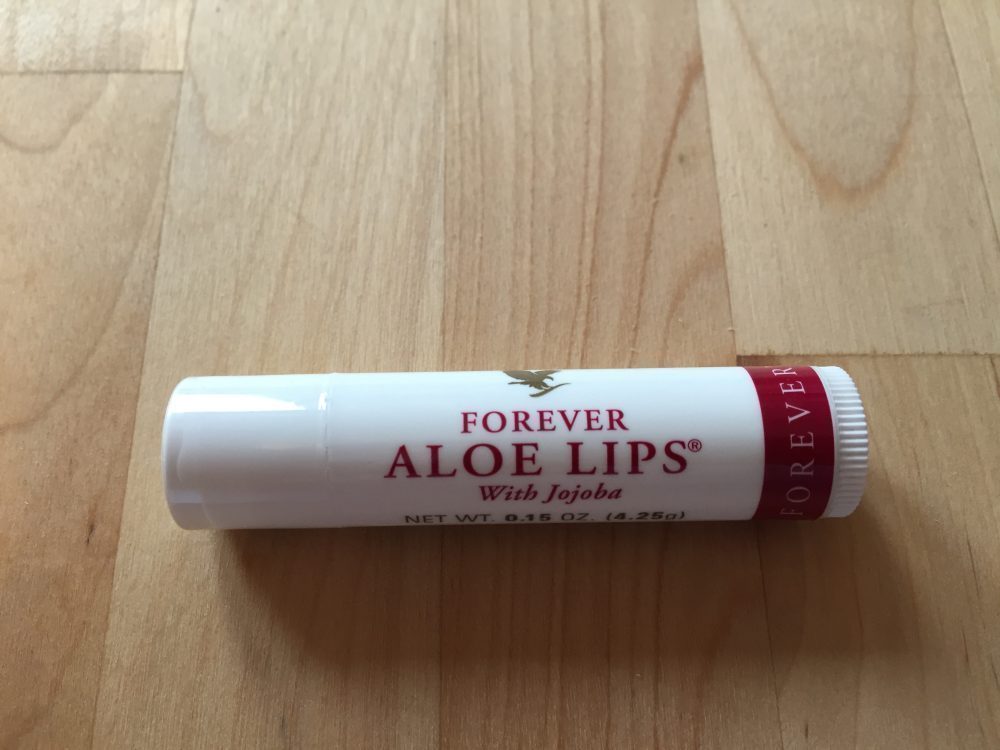 FOREVER
ALOE LIPS®
With Jojoba
NET WT. 0.15 OZ. (4.25g)
FOREVER